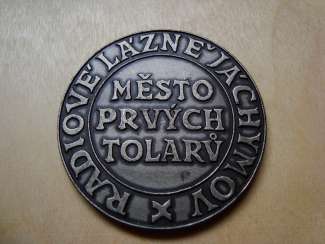 RADIOVÉ LÁZNĚ JÁCHYMOV
MĚSTO
PRVÝCH
TOLARŮ